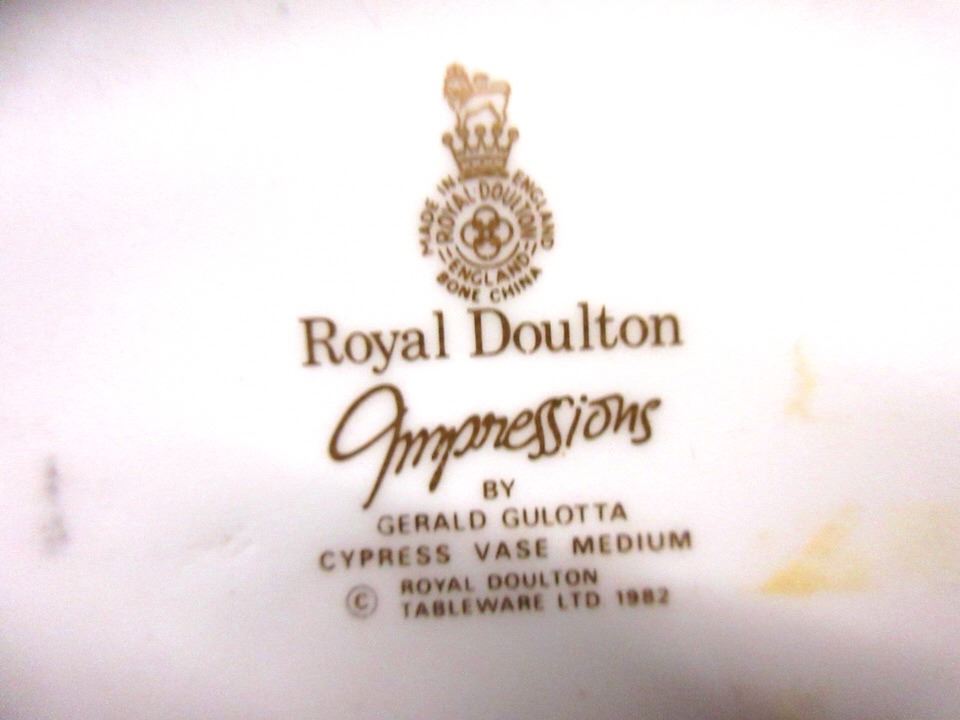 MADE IN ENGLAND
ROYAL DOULTON
ENGLAND
BONE CHINA
Royal Doulton
Impressions
BY
GERALD GULOTTA
CYPRESS VASE MEDIUM
© ROYAL DOULTON
TABLEWARE LTD 1982